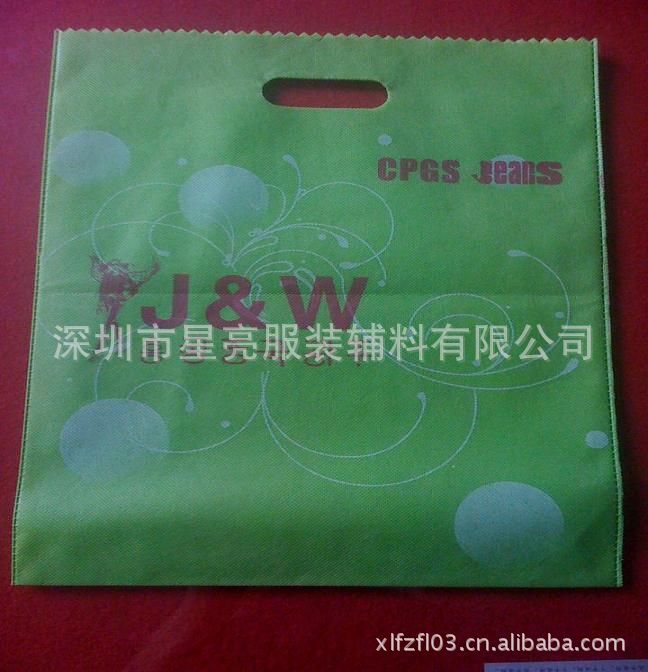 CPGS Jeans
J&W
深圳市星亮服装辅料有限公司
xlfzfl03.cn.alibaba.com